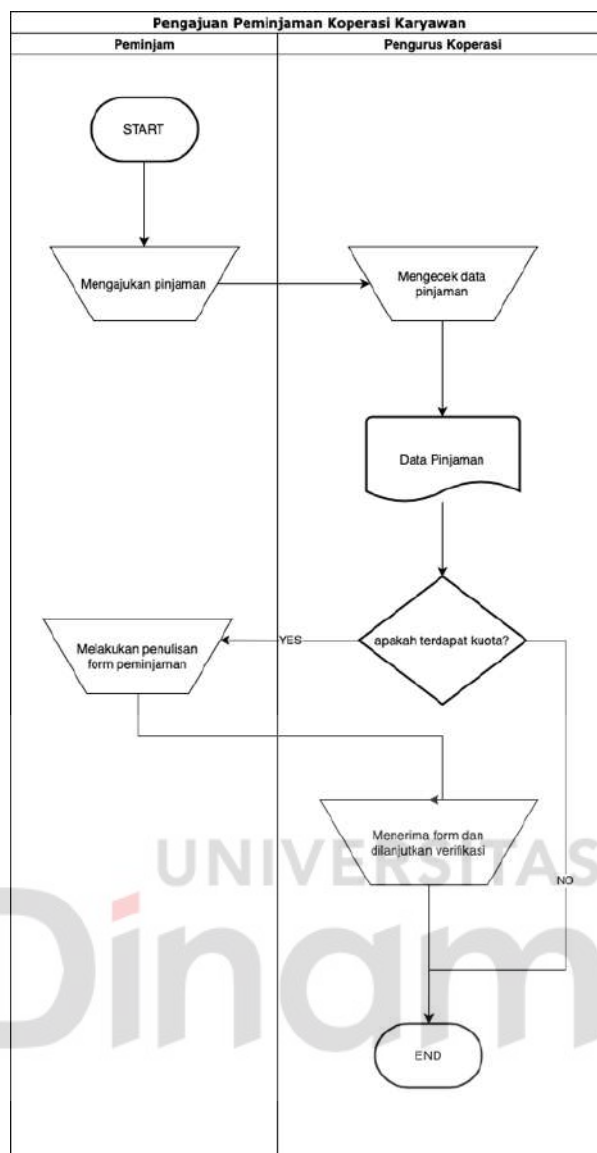 Pengajuan Peminjaman Koperasi Karyawan
Peminjam
Pengurus Koperasi
START
Mengajukan pinjaman
Mengecek data
pinjaman
Data Pinjaman
apakah terdapat kuota?
YES
Melakukan penulisan
form peminjaman
Menerima form dan
dilanjutkan verifikasi
NO
UNIVERSITAS
Dinam
END